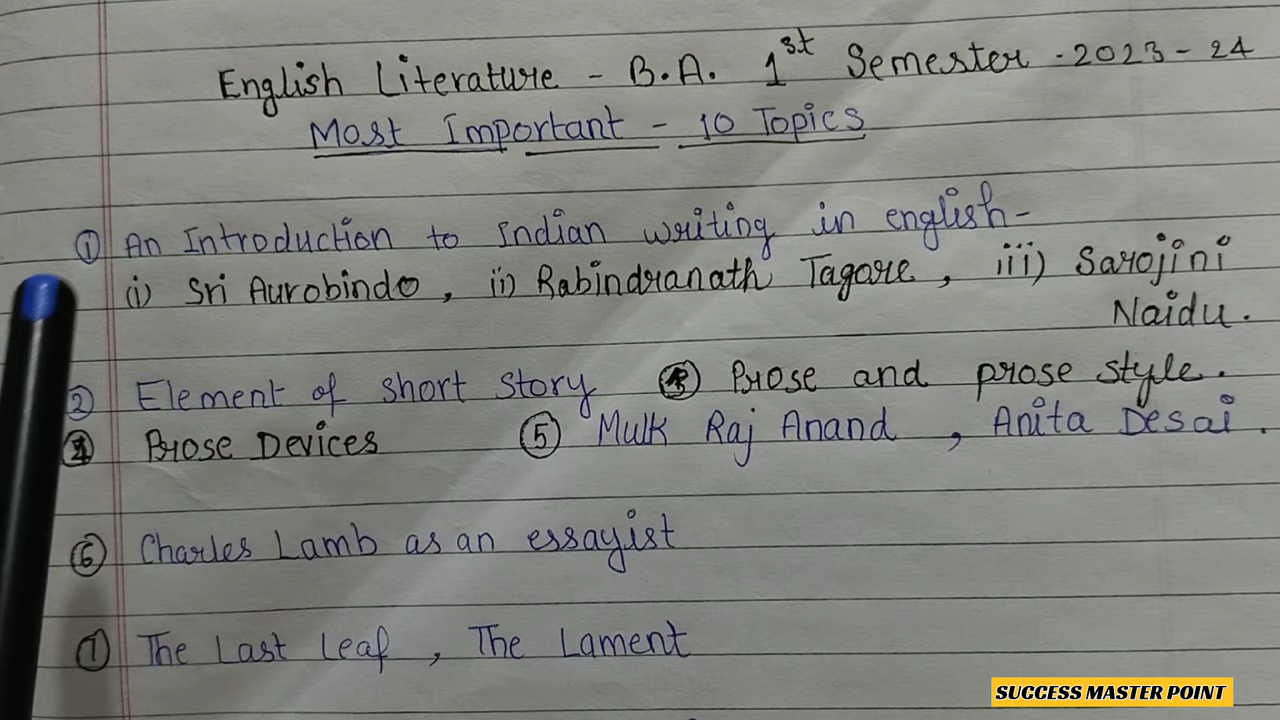 English Literature - B.A. 1st Semester - 2023-24
Most Important - 10 Topics
① An Introduction to Indian writing in english-
(i) Sri Aurobindo, ii) Rabindranath Tagore, iii) Sarojini
Naidu.
② Element of short story ③ Prose and prose style.
④ Prose Devices ⑤ Mulk Raj Anand, Anita Desai.
⑥ Charles Lamb as an essayist
⑦ The Last Leaf, The Lament
SUCCESS MASTER POINT